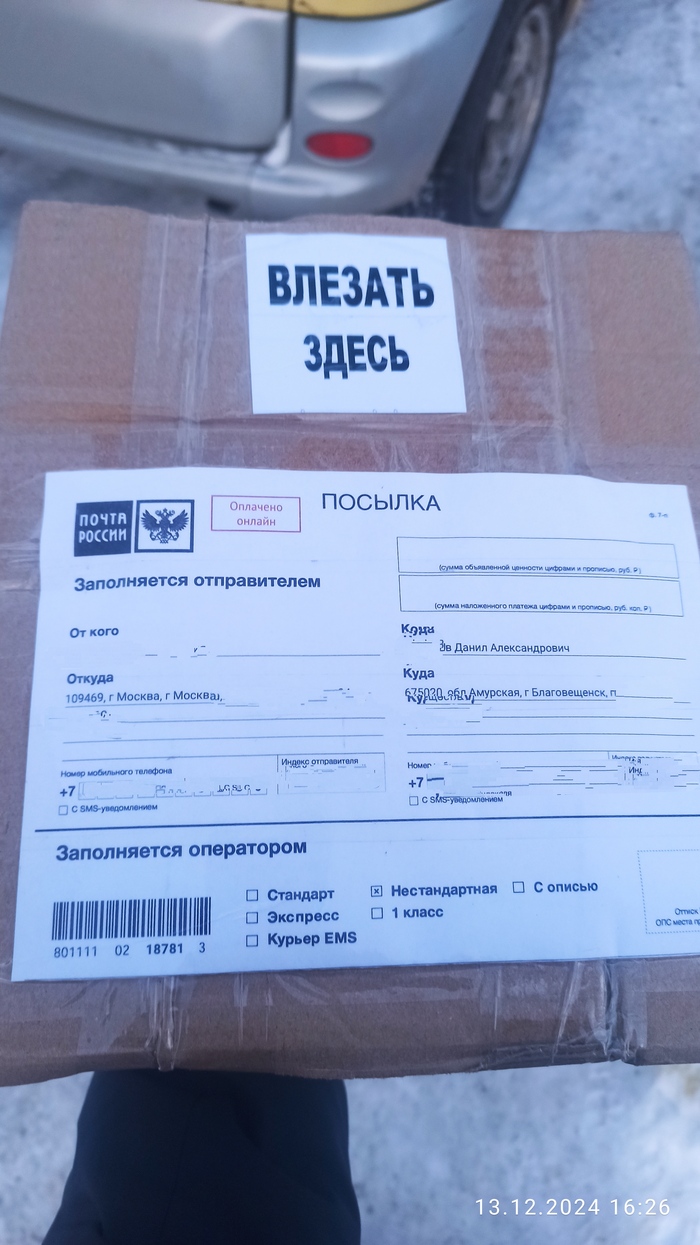 ВЛЕЗАТЬ
ЗДЕСЬ
ПОЧТА
РОССИИ
Оплачено
онлайн
ПОСЫЛКА
(сумма объявленной ценности цифрами и прописью, руб. ₽)
(сумма наложенного платежа цифрами и прописью, руб. коп. ₽)
Заполняется отправителем
От кого
Кому
Данил Александрович
Откуда
109469, г Москва, г Москва,
Куда
675020, обл Амурская, г Благовещенск, п
Номер мобильного телефона
Индекс отправителя
Номер
+7
+7
С SMS-уведомлением
С SMS-уведомлением
Заполняется оператором
Стандарт
Нестандартная
С описью
Экспресс
1 класс
Курьер EMS
801111 02 18781 3
13.12.2024 16:26